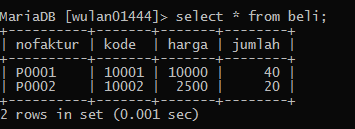 MariaDB [wulan01444]> select * from beli;
+----------+-------+-------+--------+
| nofaktur | kode  | harga | jumlah |
+----------+-------+-------+--------+
| P0001    | 10001 | 10000 |     40 |
| P0002    | 10002 |  2500 |     20 |
+----------+-------+-------+--------+
2 rows in set (0.001 sec)